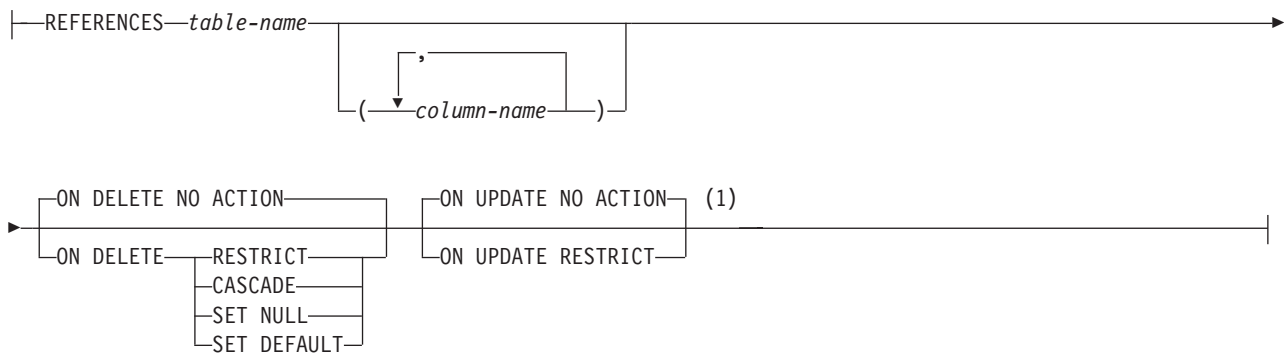 REFERENCES table-name
,
( column-name )
ON DELETE NO ACTION ON UPDATE NO ACTION (1)
ON DELETE RESTRICT ON UPDATE RESTRICT
CASCADE
SET NULL
SET DEFAULT